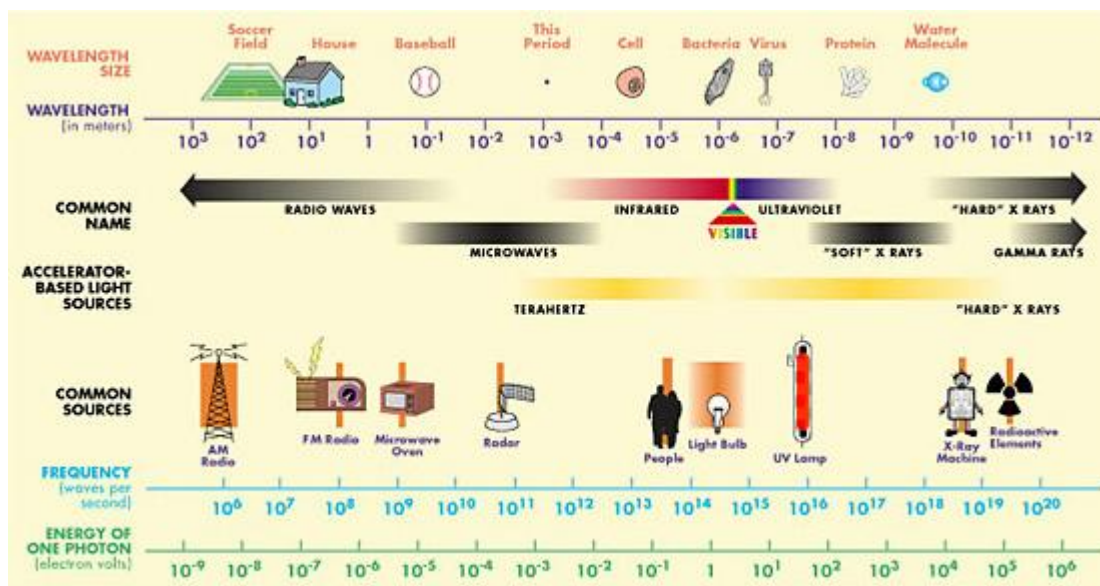 Soccer Field
House
Baseball
This Period
Cell
Bacteria
Virus
Protein
Water Molecule
WAVELENGTH SIZE
WAVELENGTH
(in meters)
10³ 10² 10¹ 1 10⁻¹ 10⁻² 10⁻³ 10⁻⁴ 10⁻⁵ 10⁻⁶ 10⁻⁷ 10⁻⁸ 10⁻⁹ 10⁻¹⁰ 10⁻¹¹ 10⁻¹²
COMMON NAME
RADIO WAVES
INFRARED
ULTRAVIOLET
"HARD" X RAYS
VISIBLE
MICROWAVES
"SOFT" X RAYS
GAMMA RAYS
ACCELERATOR-
BASED LIGHT
SOURCES
TERAHERTZ
"HARD" X RAYS
COMMON SOURCES
AM Radio
FM Radio
Microwave Oven
Radar
People
Light Bulb
UV Lamp
X-Ray Machine
Radioactive Elements
FREQUENCY
(waves per
second)
10⁶ 10⁷ 10⁸ 10⁹ 10¹⁰ 10¹¹ 10¹² 10¹³ 10¹⁴ 10¹⁵ 10¹⁶ 10¹⁷ 10¹⁸ 10¹⁹ 10²⁰
ENERGY OF
ONE PHOTON
(electron volts)
10⁻⁹ 10⁻⁸ 10⁻⁷ 10⁻⁶ 10⁻⁵ 10⁻⁴ 10⁻³ 10⁻² 10⁻¹ 1 10¹ 10² 10³ 10⁴ 10⁵ 10⁶